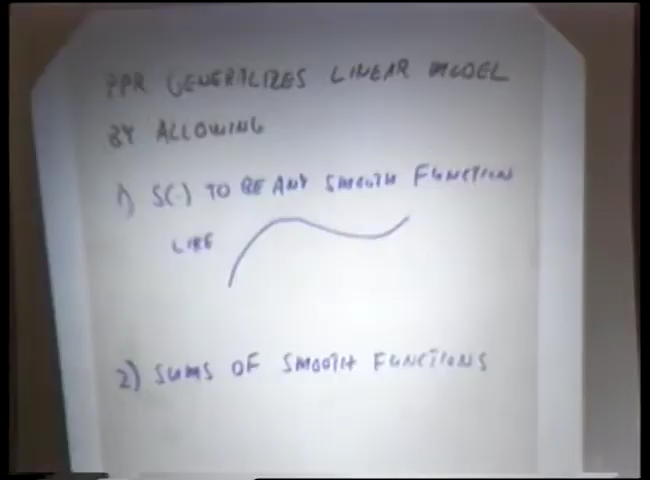 PPR GENERALIZES LINEAR MODEL
BY ALLOWING
1) S(·) TO BE ANY SMOOTH FUNCTION
LIKE
2) SUMS OF SMOOTH FUNCTIONS